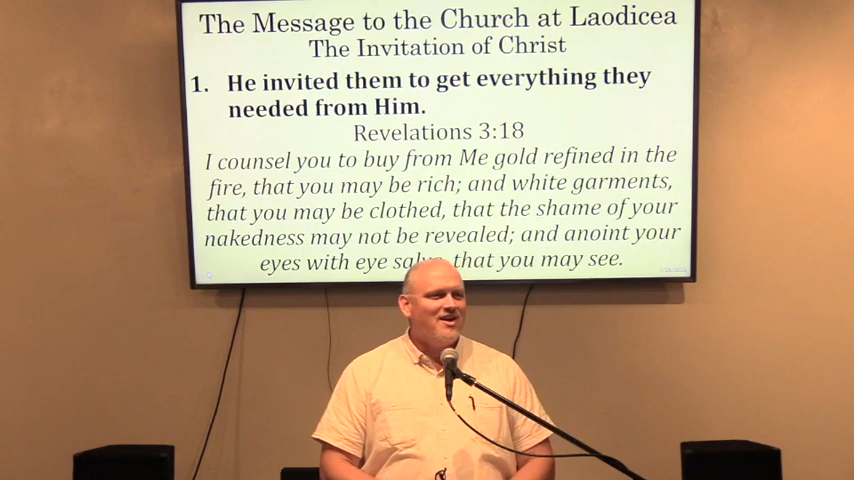 The Message to the Church at Laodicea
The Invitation of Christ
1. He invited them to get everything they
needed from Him.
Revelations 3:18
I counsel you to buy from Me gold refined in the
fire, that you may be rich; and white garments,
that you may be clothed, that the shame of your
nakedness may not be revealed; and anoint your
eyes with eye salve that you may see.